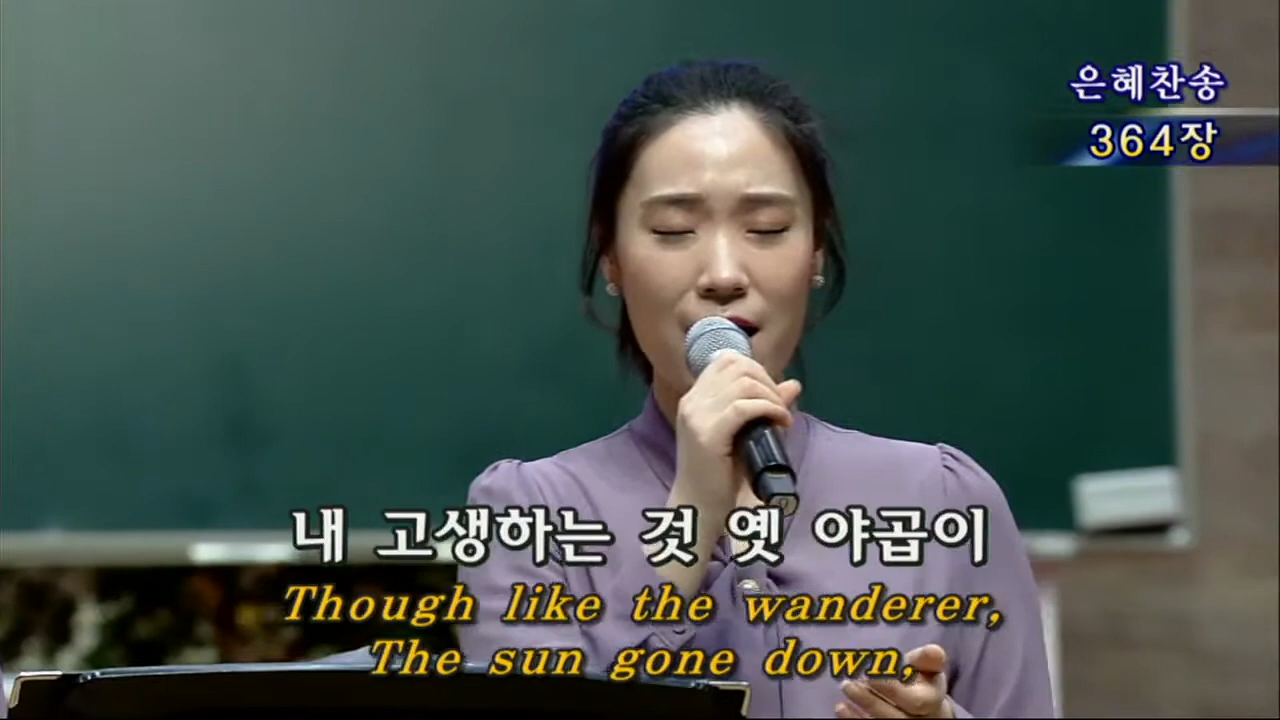 은혜찬송
364장
내 고생하는 것 옛 야곱이
Though like the wanderer,
The sun gone down,